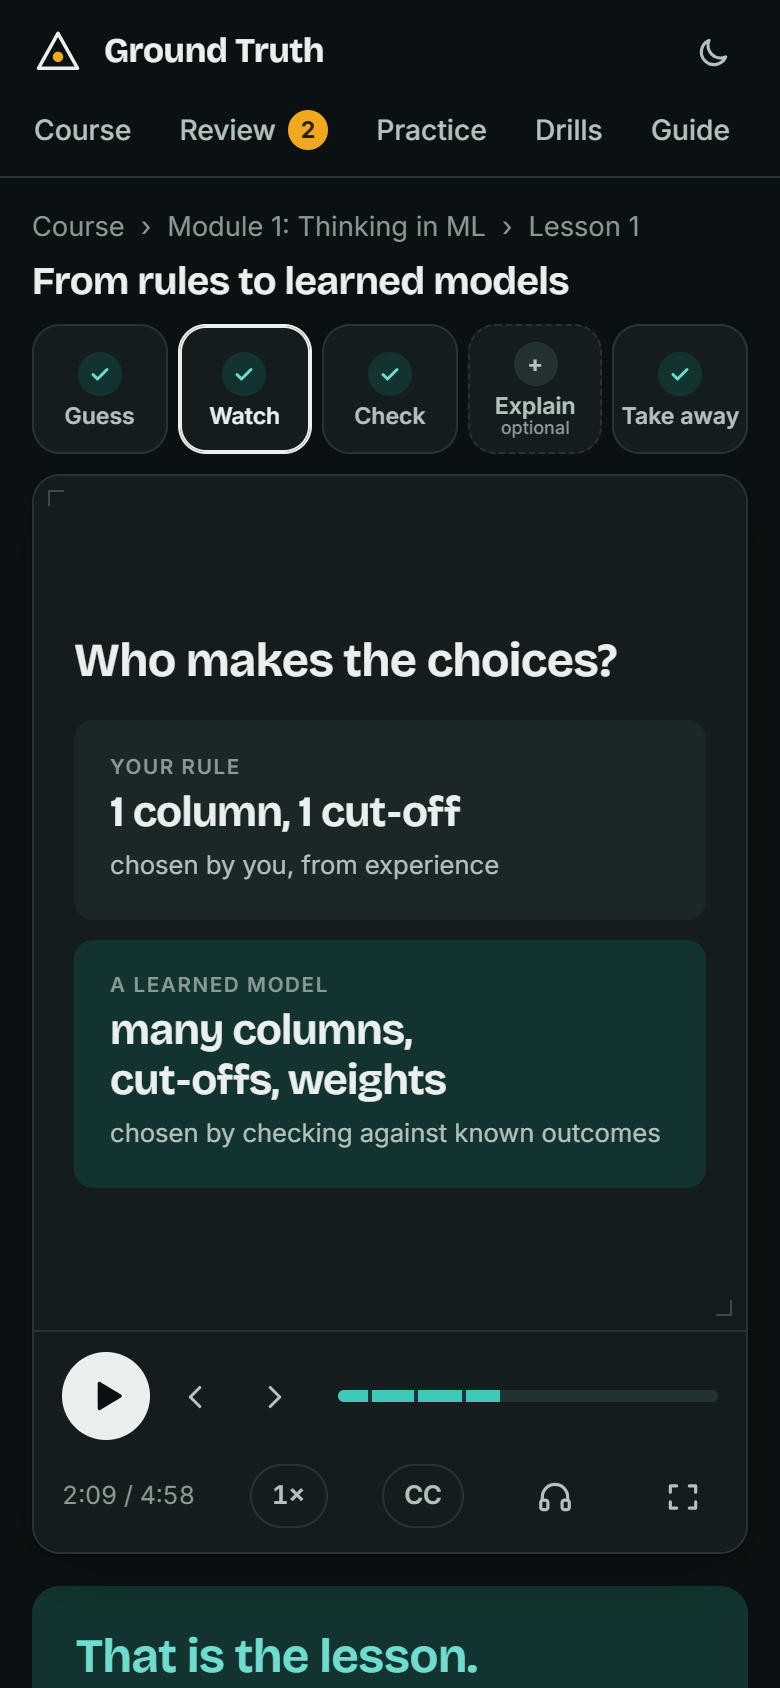 Ground Truth
Course Review 2 Practice Drills Guide
Course › Module 1: Thinking in ML › Lesson 1
From rules to learned models
Guess
Watch
Check
+
Explain
optional
Take away
Who makes the choices?
YOUR RULE
1 column, 1 cut-off
chosen by you, from experience
A LEARNED MODEL
many columns,
cut-offs, weights
chosen by checking against known outcomes
2:09 / 4:58 1× CC
That is the lesson.